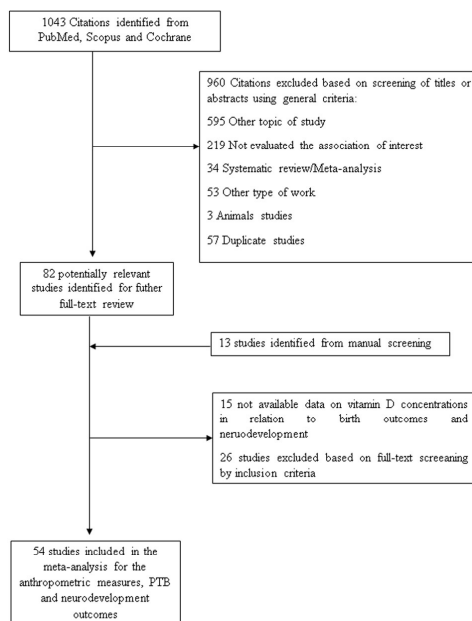 1043 Citations identified from
PubMed, Scopus and Cochrane
960 Citations excluded based on screening of titles or
abstracts using general criteria:
595 Other topic of study
219 Not evaluated the association of interest
34 Systematic review/Meta-analysis
53 Other type of work
3 Animals studies
57 Duplicate studies
82 potentially relevant
studies identified for futher
full-text review
13 studies identified from manual screening
15 not available data on vitamin D concentrations
in relation to birth outcomes and
neruodevelopment
26 studies excluded based on full-text screeaning
by inclusion criteria
54 studies included in the
meta-analysis for the
anthropometric measures, PTB
and neurodevelopment
outcomes